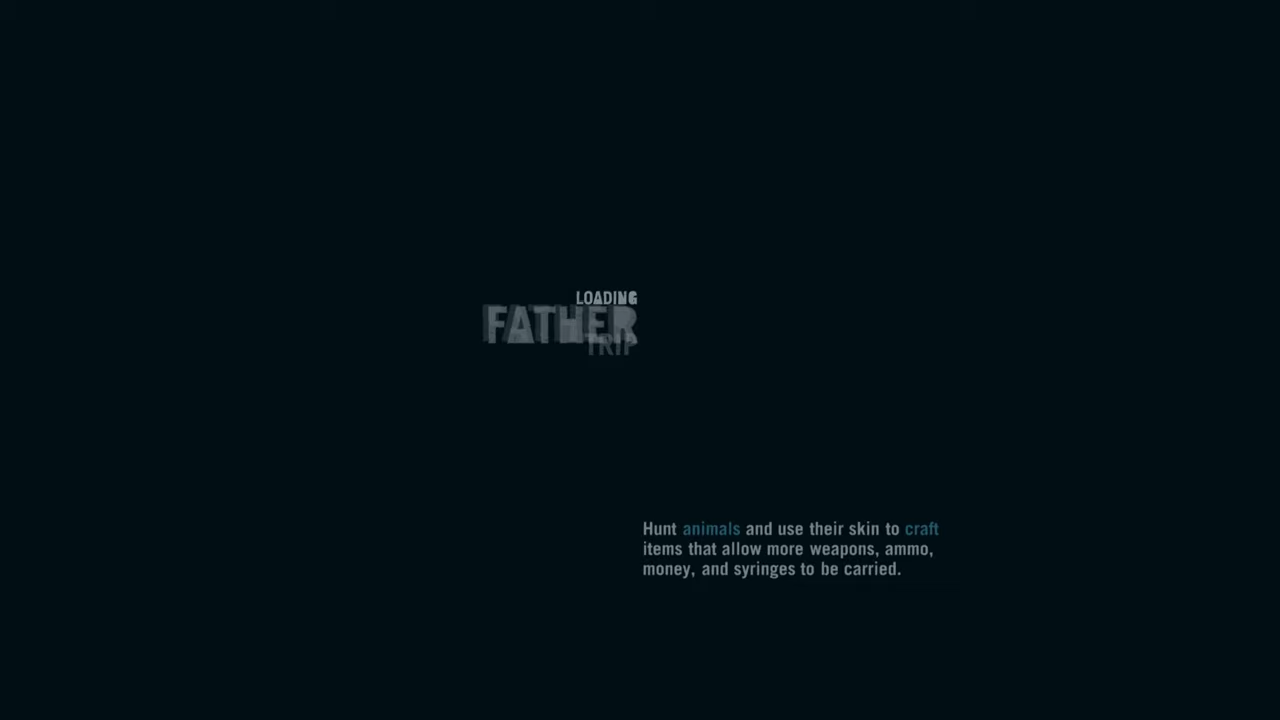 LOADING
FATHER
TRIP
Hunt animals and use their skin to craft
items that allow more weapons, ammo,
money, and syringes to be carried.